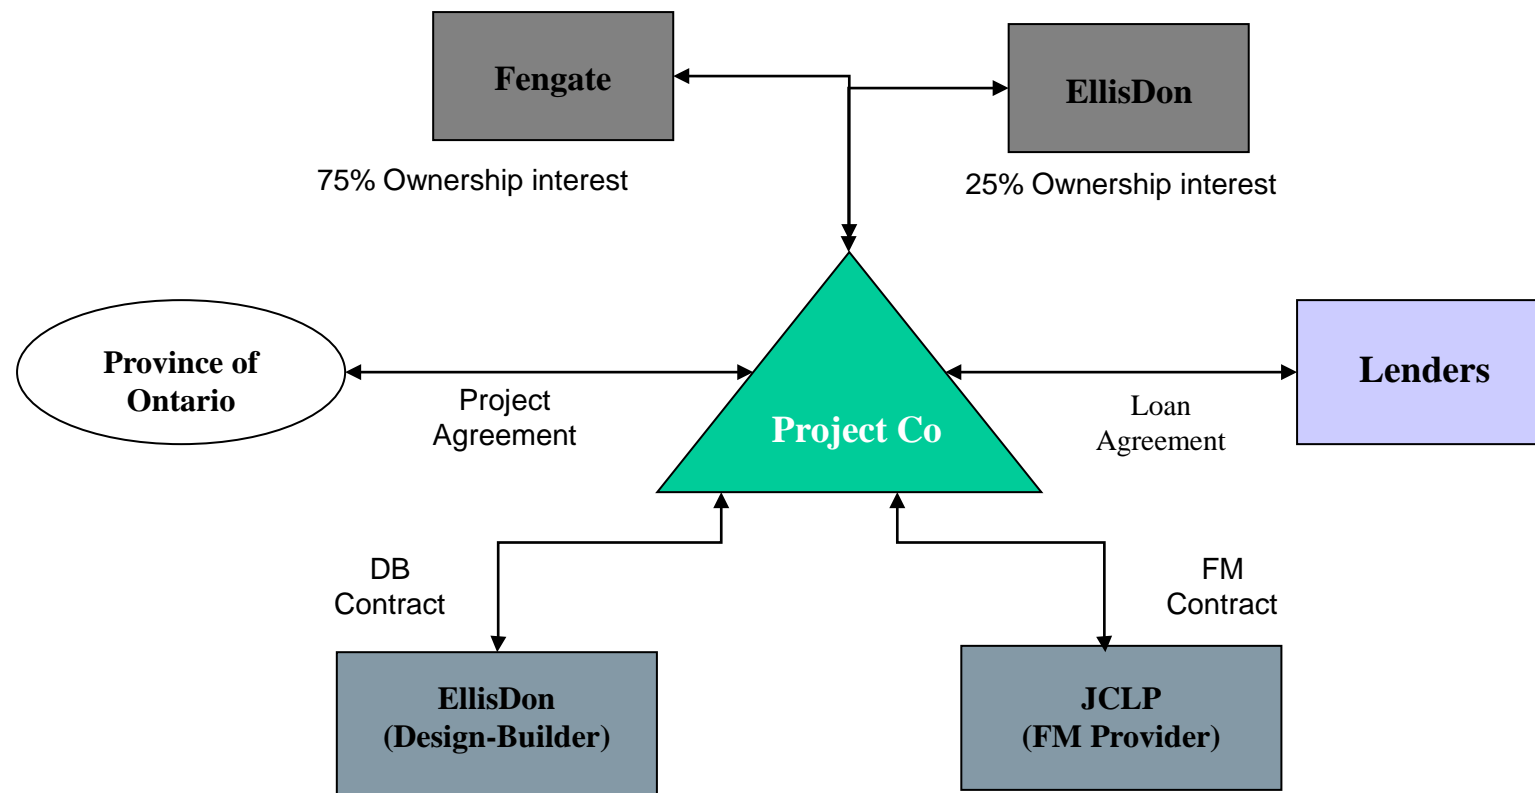 Fengate
EllisDon
75% Ownership interest
25% Ownership interest
Province of
Ontario
Project
Agreement
Project Co
Loan
Agreement
Lenders
DB
Contract
FM
Contract
EllisDon
(Design-Builder)
JCLP
(FM Provider)